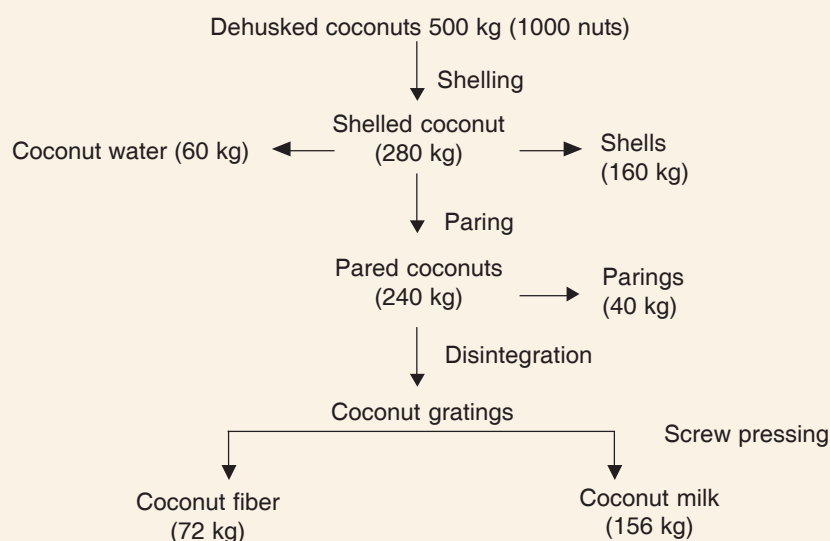 Dehusked coconuts 500 kg (1000 nuts)
Shelling
Shelled coconut
(280 kg)
Coconut water (60 kg)
Shells
(160 kg)
Paring
Pared coconuts
(240 kg)
Parings
(40 kg)
Disintegration
Coconut gratings
Screw pressing
Coconut fiber
(72 kg)
Coconut milk
(156 kg)